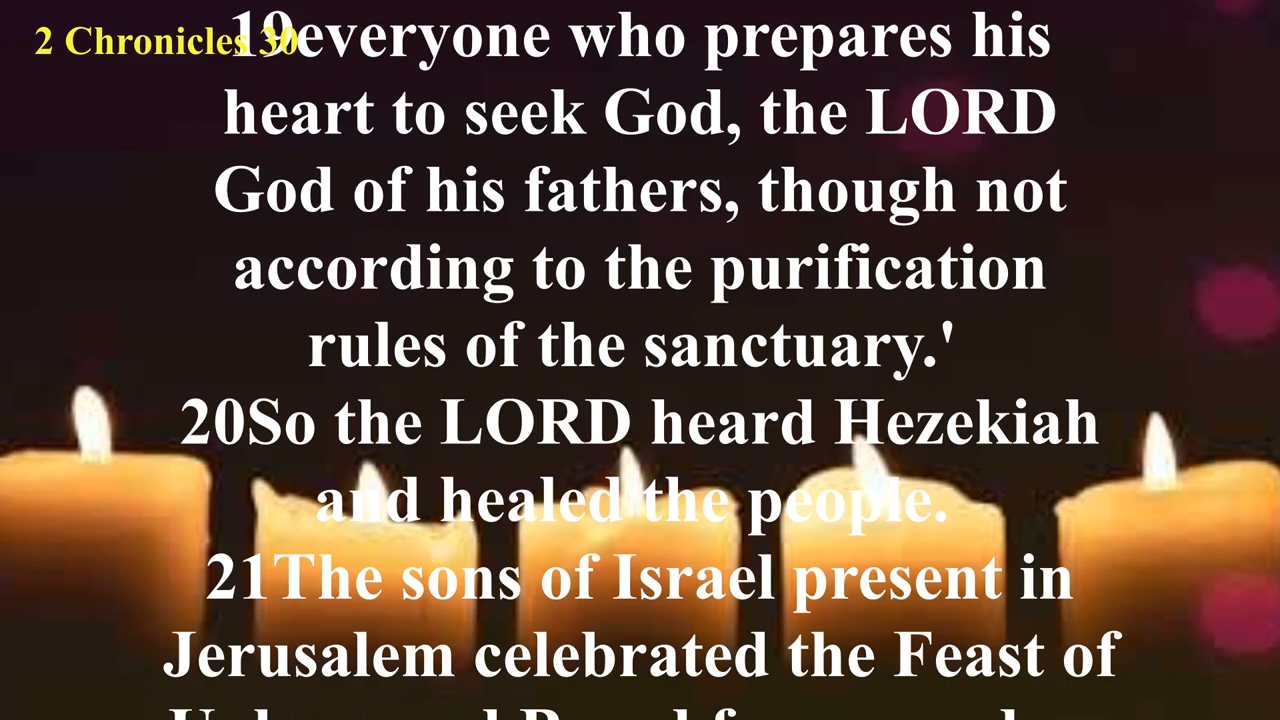 2 Chronicles 30
19everyone who prepares his
heart to seek God, the LORD
God of his fathers, though not
according to the purification
rules of the sanctuary.'
20So the LORD heard Hezekiah
and healed the people.
21The sons of Israel present in
Jerusalem celebrated the Feast of